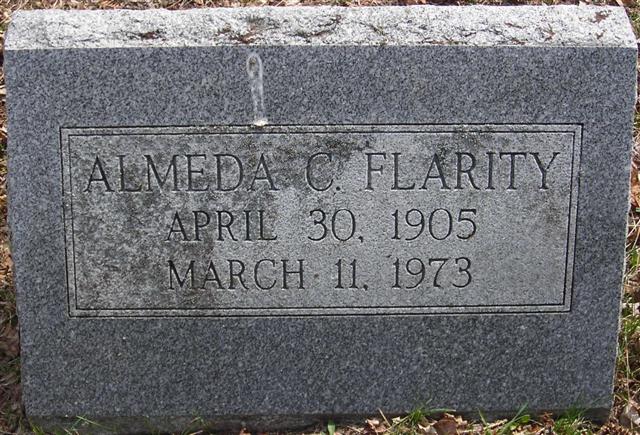 ALMEDA C. FLARITY
APRIL 30, 1905
MARCH 11, 1973